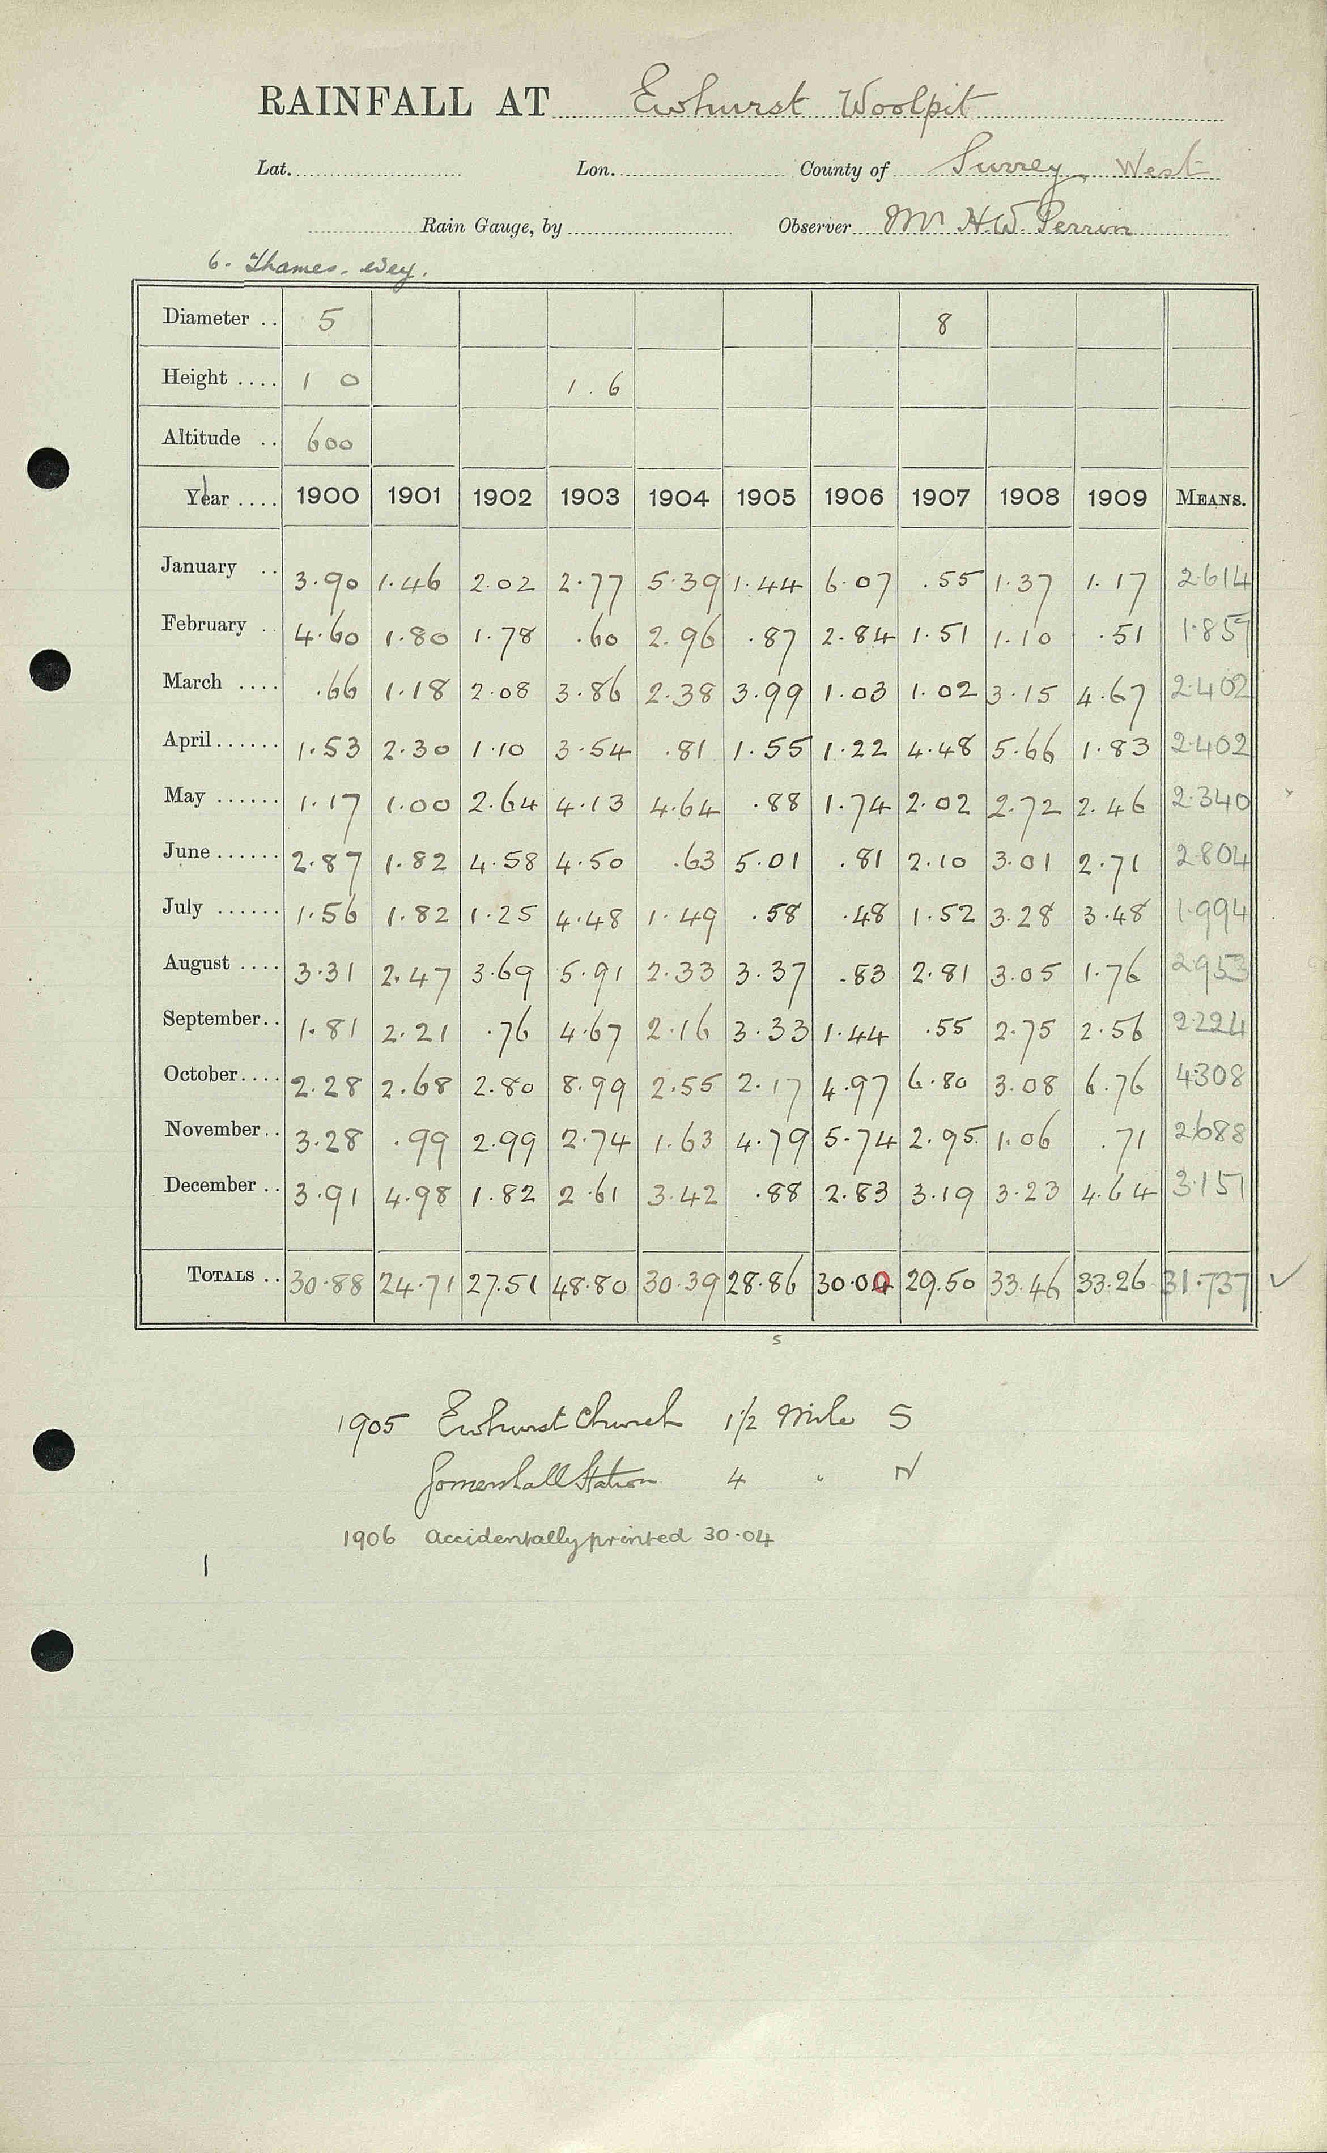 RAINFALL AT Ewhurst Woolpit
Lat. Lon. County of Surrey, West
Rain Gauge, by Observer Mr H.W. Perrin
6. Thames. Wey.
Diameter .. 5 8
Height .... 1 0 1.6
Altitude .. 600
Year .... 1900 1901 1902 1903 1904 1905 1906 1907 1908 1909 MEANS.
January .. 3.90 1.46 2.02 2.77 5.39 1.44 6.07 .55 1.37 1.17 2.614
February .. 4.60 1.80 1.78 .60 2.96 .87 2.84 1.51 1.10 .51 1.857
March .... .66 1.18 2.08 3.86 2.38 3.99 1.03 1.02 3.15 4.67 2.402
April ...... 1.53 2.30 1.10 3.54 .81 1.55 1.22 4.48 5.66 1.83 2.402
May ...... 1.17 1.00 2.64 4.13 4.64 .88 1.74 2.02 2.72 2.46 2.340
June ...... 2.87 1.82 4.58 4.50 .63 5.01 .81 2.10 3.01 2.71 2.804
July ...... 1.56 1.82 1.25 4.48 1.49 .58 .48 1.52 3.28 3.48 1.994
August .... 3.31 2.47 3.69 5.91 2.33 3.37 .83 2.81 3.05 1.76 2.953
September .. 1.81 2.21 .76 4.67 2.16 3.33 1.44 .55 2.75 2.56 2.224
October .... 2.28 2.68 2.80 8.99 2.55 2.17 4.97 6.80 3.08 6.76 4.308
November .. 3.28 .99 2.99 2.74 1.63 4.79 5.74 2.95 1.06 .71 2.688
December .. 3.91 4.98 1.82 2.61 3.42 .88 2.83 3.19 3.23 4.64 3.151
TOTALS .. 30.88 24.71 27.51 48.80 30.39 28.86 30.00 29.50 33.46 33.26 31.737 ✓
s
1905 Ewhurst Church 1½ Mile S
Gomershall Station 4 " N
1906 Accidentally printed 30.04